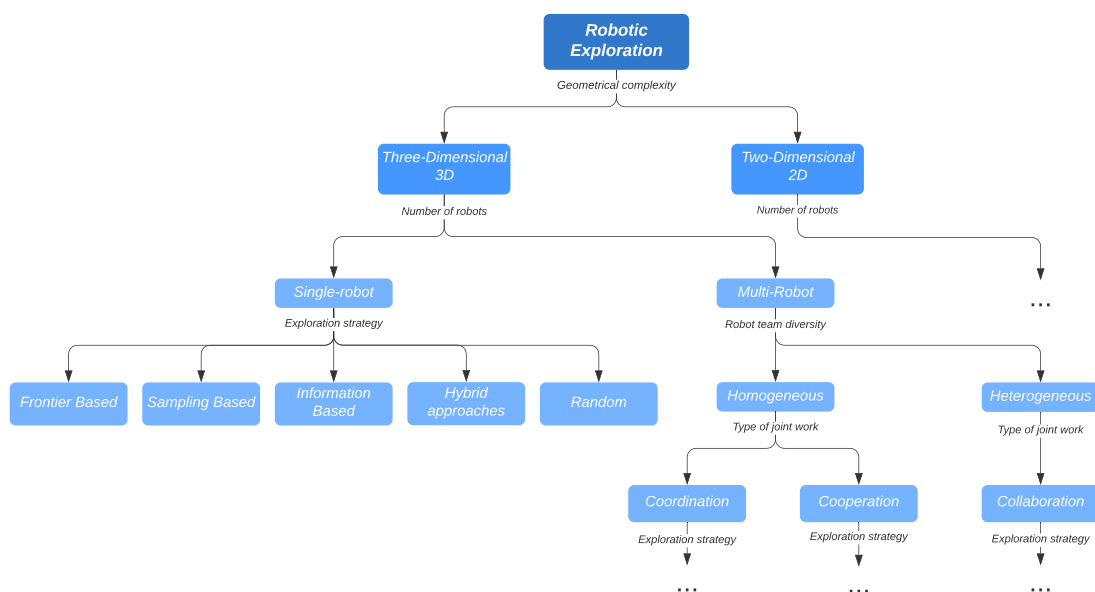 Robotic
Exploration
Geometrical complexity
Three-Dimensional
3D
Two-Dimensional
2D
Number of robots
Number of robots
Single-robot
Multi-Robot
...
Exploration strategy
Robot team diversity
Frontier Based
Sampling Based
Information
Based
Hybrid
approaches
Random
Homogeneous
Heterogeneous
Type of joint work
Type of joint work
Coordination
Cooperation
Collaboration
Exploration strategy
Exploration strategy
Exploration strategy
...
...
...